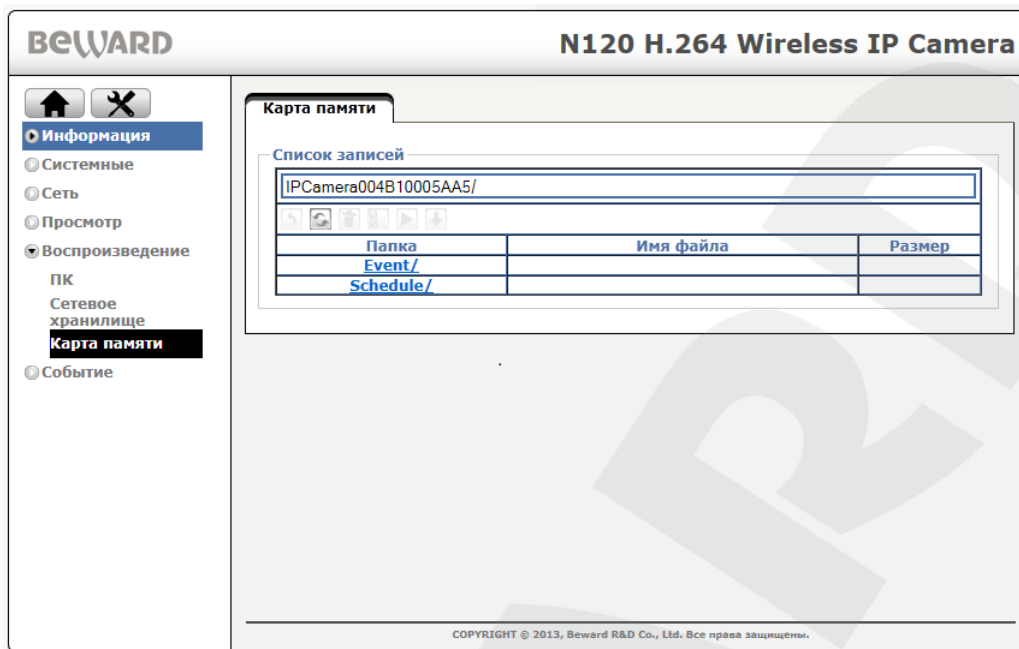 BEWARD
N120 H.264 Wireless IP Camera
Информация
Системные
Сеть
Просмотр
Воспроизведение
ПК
Сетевое
хранилище
Карта памяти
Событие
Карта памяти
Список записей
IPCamera004B10005AA5/
Папка Имя файла Размер
Event/
Schedule/
COPYRIGHT © 2013, Beward R&D Co., Ltd. Все права защищены.